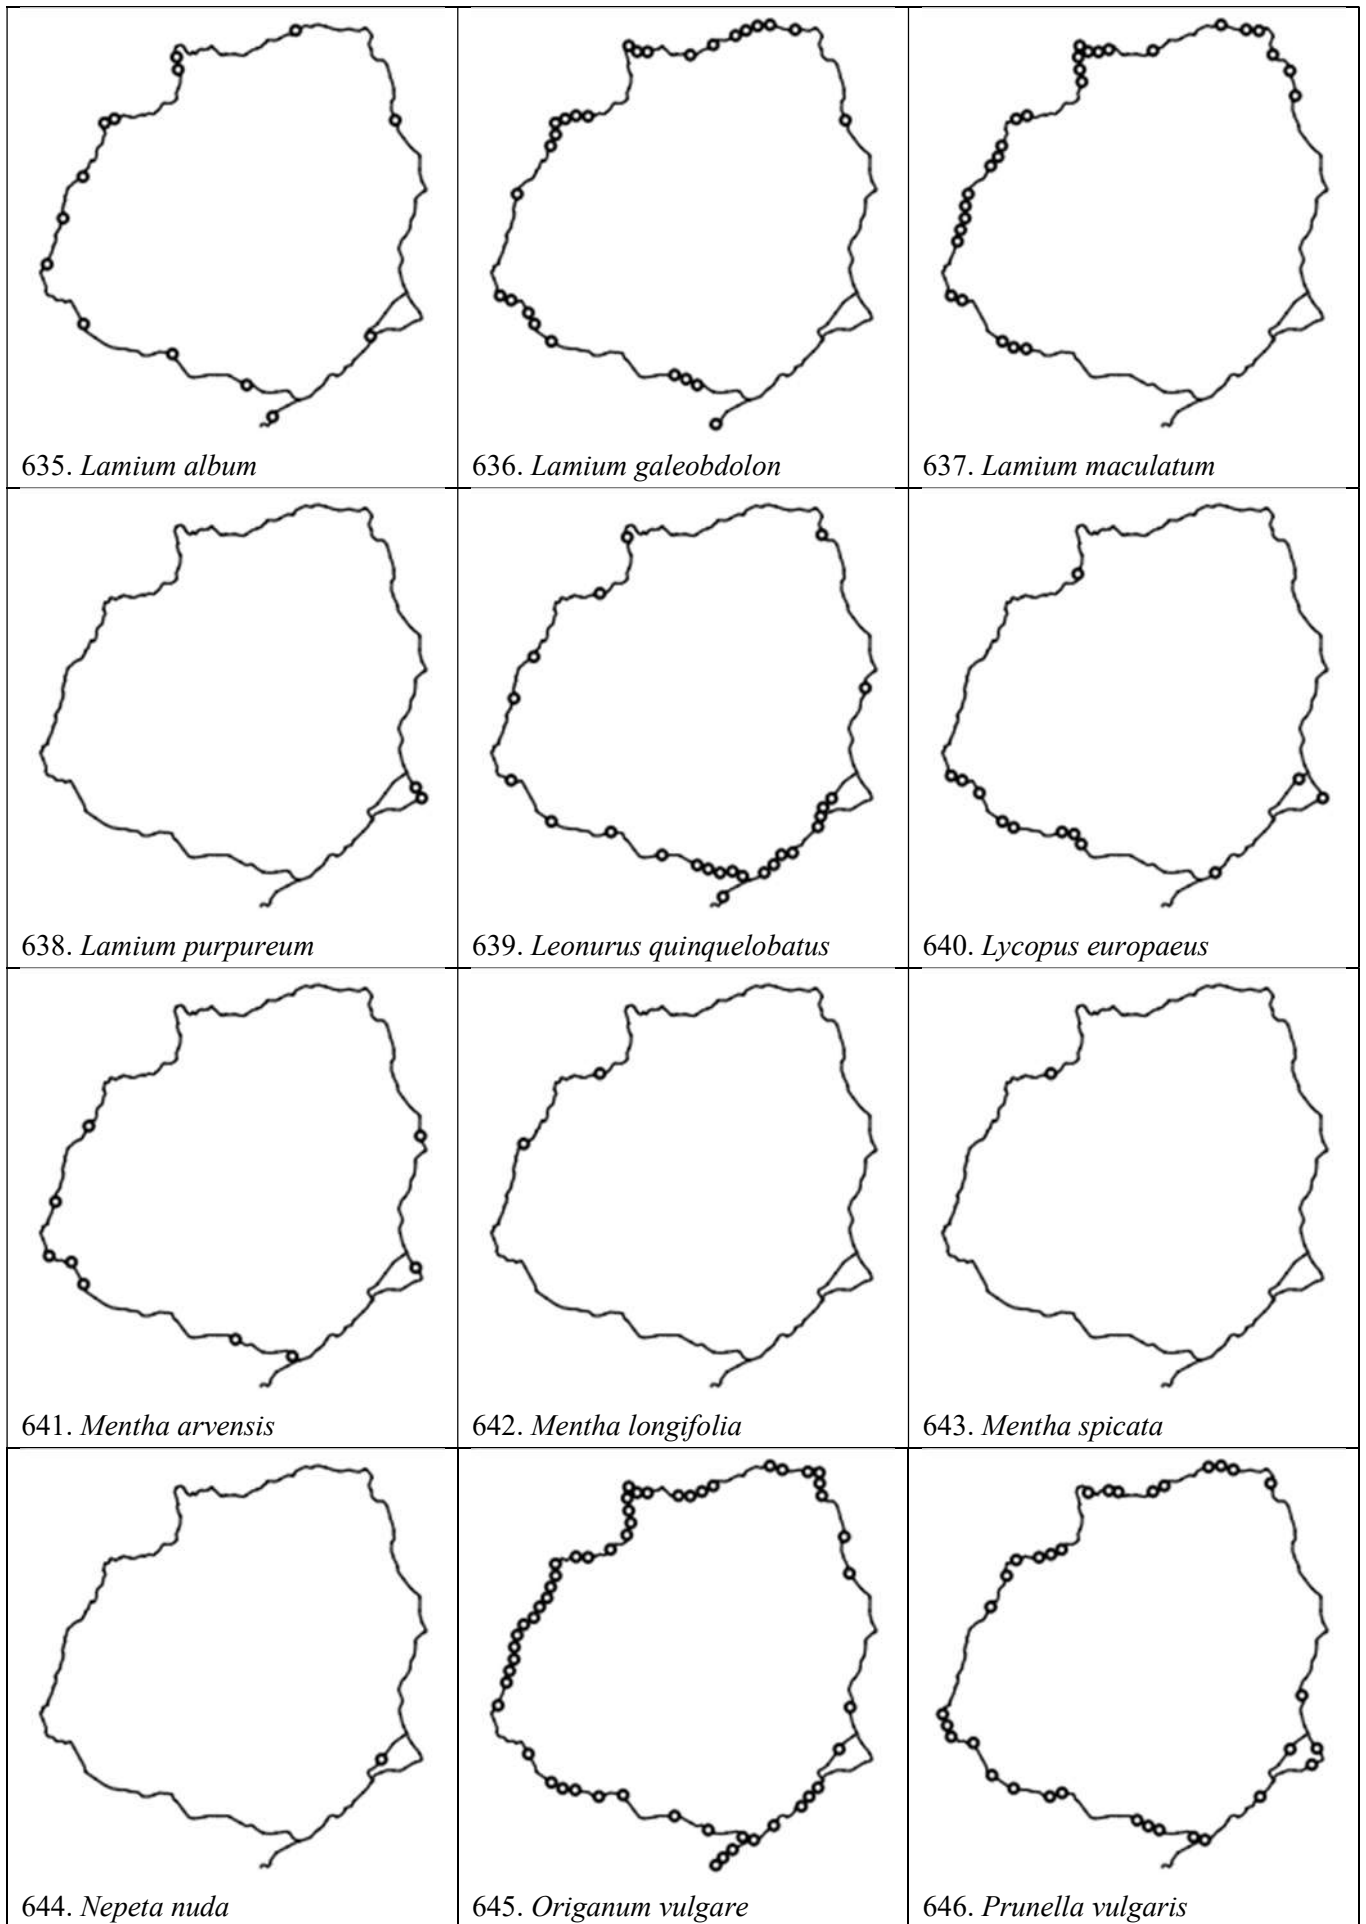 635. Lamium album
636. Lamium galeobdolon
637. Lamium maculatum
638. Lamium purpureum
639. Leonurus quinquelobatus
640. Lycopus europaeus
641. Mentha arvensis
642. Mentha longifolia
643. Mentha spicata
644. Nepeta nuda
645. Origanum vulgare
646. Prunella vulgaris